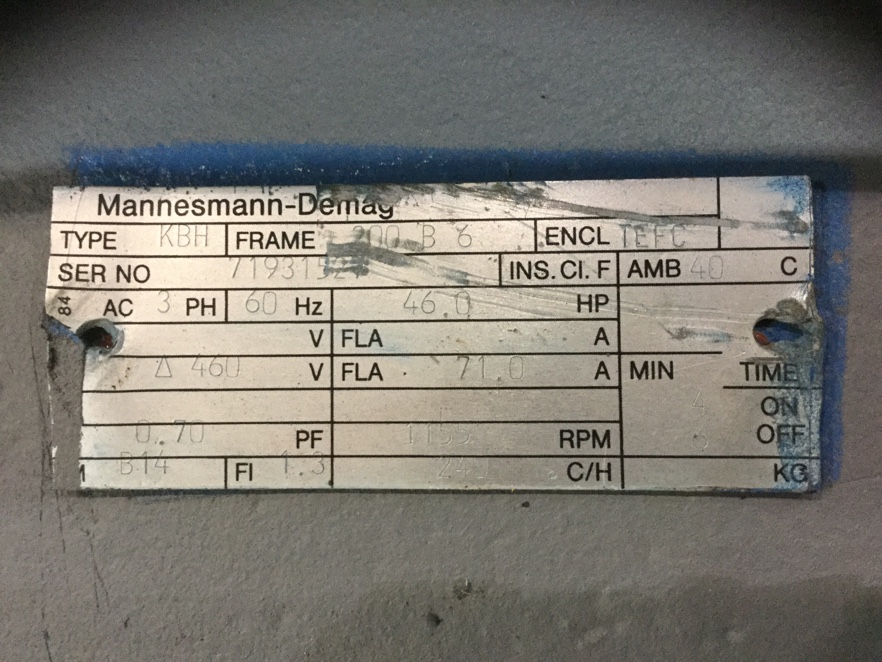 Mannesmann-Demag
TYPE KBH FRAME 200 B 6 ENCL TEFC
SER NO INS.Cl. F AMB 40 C
84 AC 3 PH 60 Hz 46.0 HP
V FLA A
Δ 460 V FLA 71.0 A MIN TIME
ON
0.70 PF RPM OFF
B14 FI 1.3 C/H KG